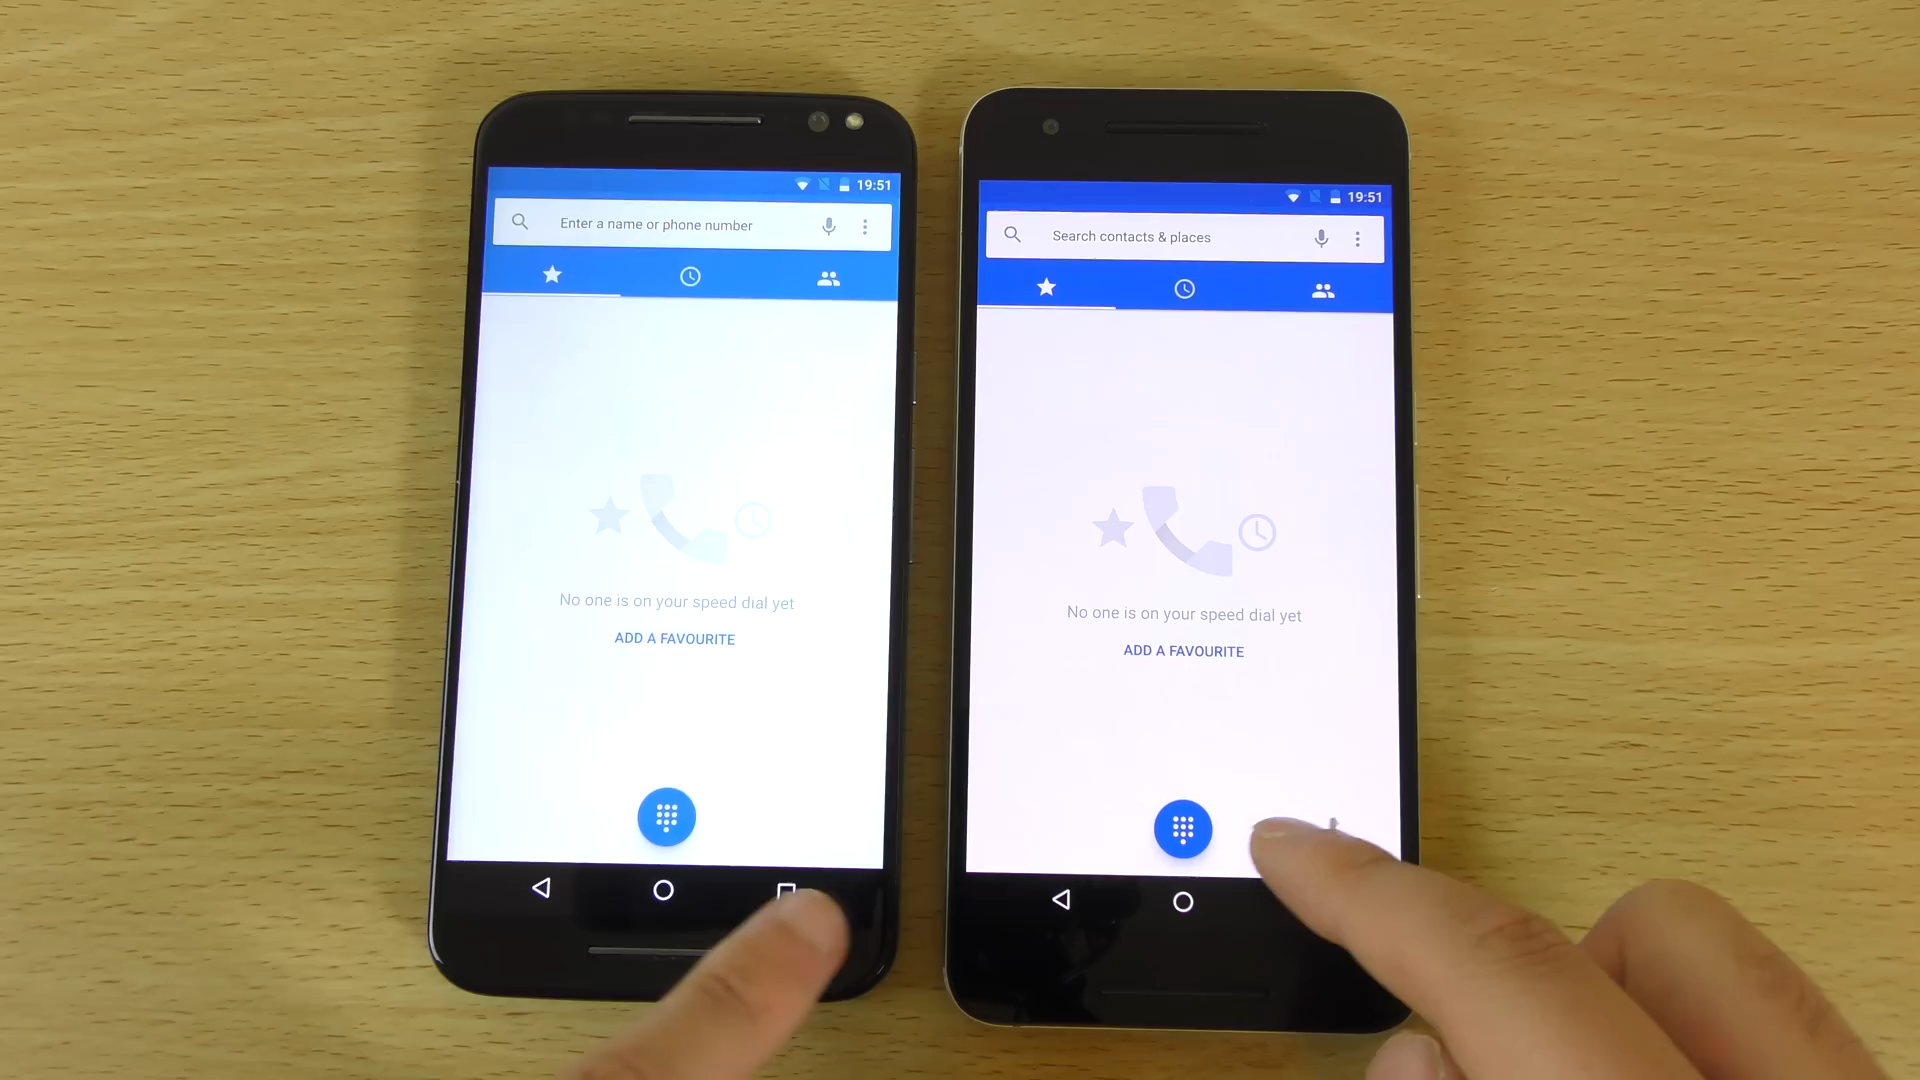 19:51
Enter a name or phone number
No one is on your speed dial yet
ADD A FAVOURITE
19:51
Search contacts & places
No one is on your speed dial yet
ADD A FAVOURITE